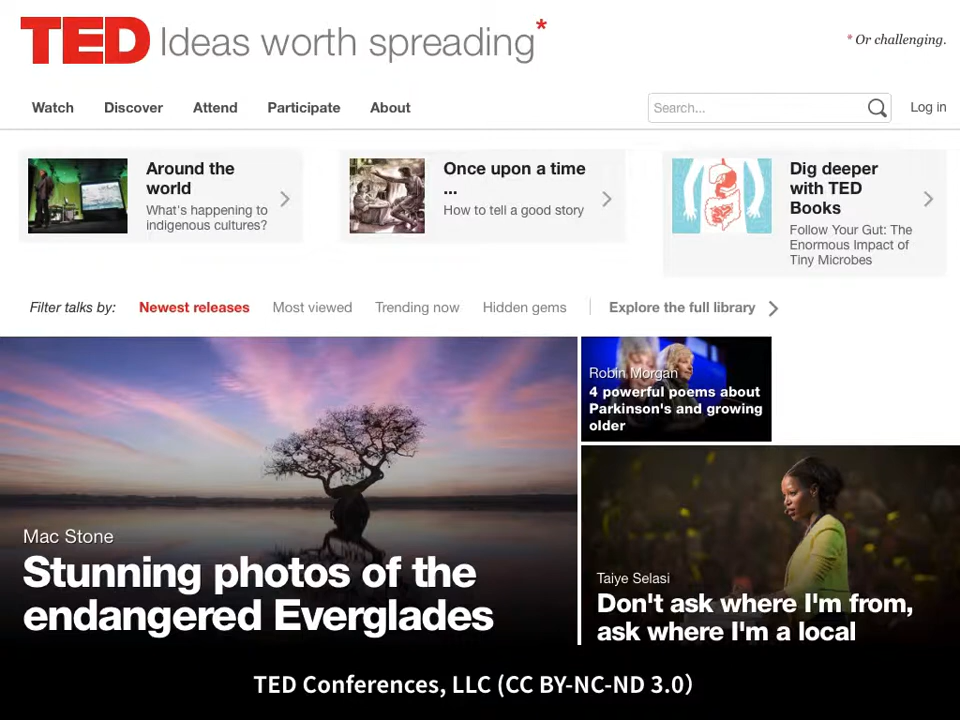 TED Ideas worth spreading*
* Or challenging.
Watch Discover Attend Participate About
Search...
Log in
Around the
world
What's happening to
indigenous cultures?
Once upon a time
...
How to tell a good story
Dig deeper
with TED
Books
Follow Your Gut: The
Enormous Impact of
Tiny Microbes
Filter talks by: Newest releases Most viewed Trending now Hidden gems Explore the full library
Mac Stone
Stunning photos of the
endangered Everglades
Robin Morgan
4 powerful poems about
Parkinson's and growing
older
Taiye Selasi
Don't ask where I'm from,
ask where I'm a local
TED Conferences, LLC (CC BY-NC-ND 3.0）